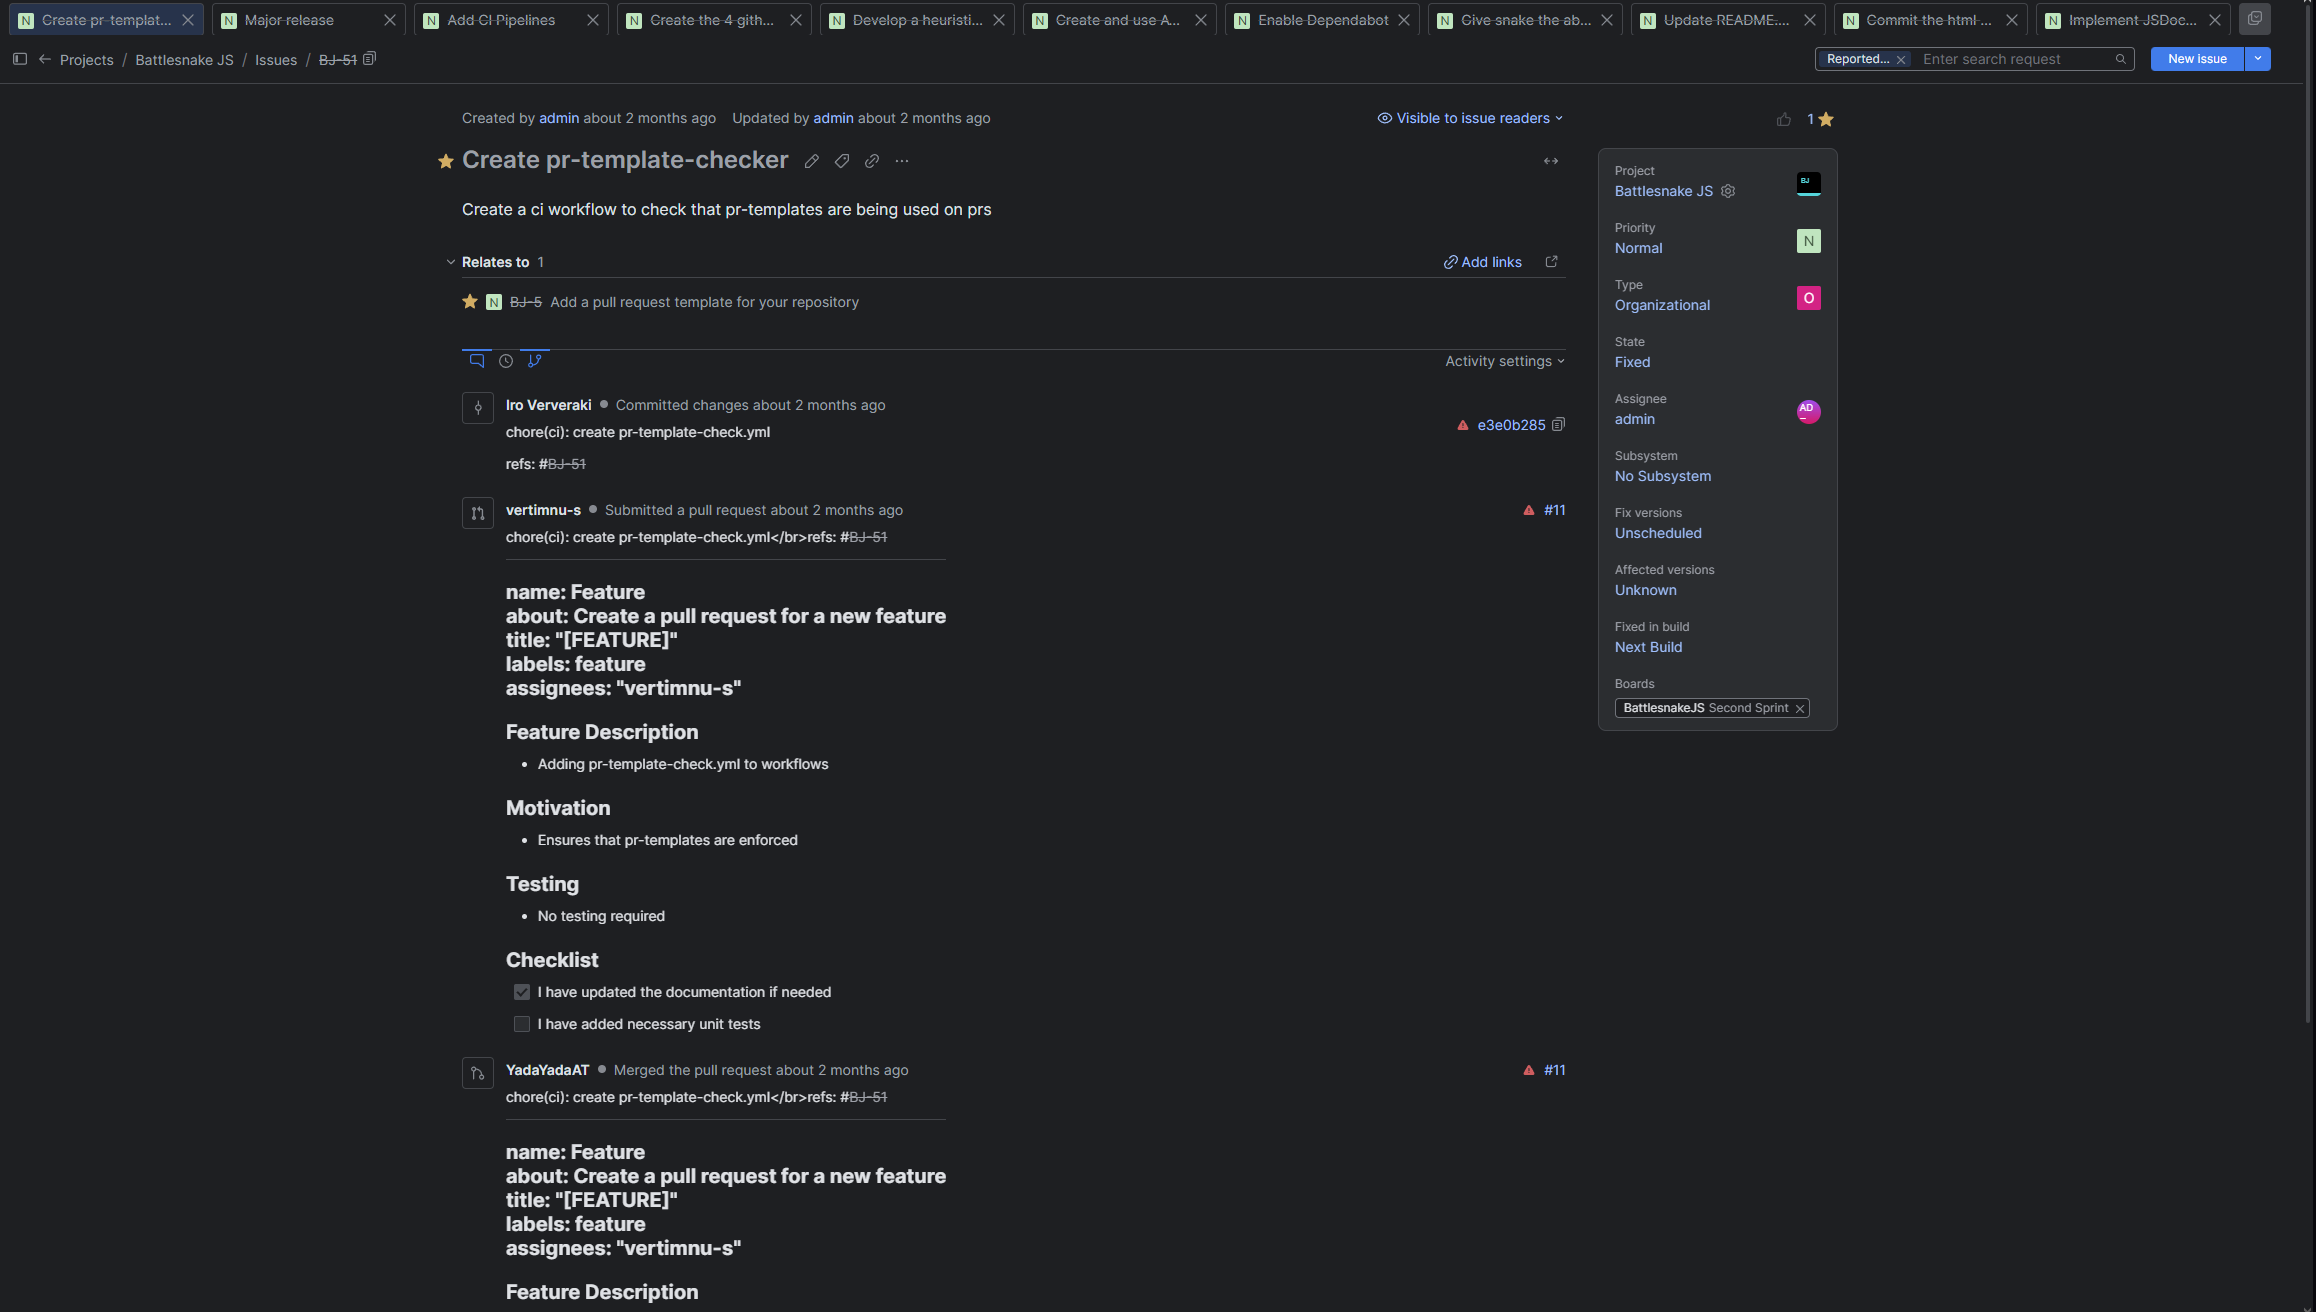 Create pr-templat...
Major release
Add CI Pipelines
Create the 4 gith...
Develop a heuristi...
Create and use A...
Enable Dependabot
Give snake the ab...
Update README....
Commit the html ...
Implement JSDoc...
Projects / Battlesnake JS / Issues / BJ-51
Reported...
Enter search request
New issue
Created by admin about 2 months ago Updated by admin about 2 months ago
Visible to issue readers
1
Create pr-template-checker
Create a ci workflow to check that pr-templates are being used on prs
Relates to 1
Add links
N BJ-5 Add a pull request template for your repository
Activity settings
Iro Ververaki Committed changes about 2 months ago
chore(ci): create pr-template-check.yml
e3e0b285
refs: #BJ-51
vertimnu-s Submitted a pull request about 2 months ago
#11
chore(ci): create pr-template-check.yml</br>refs: #BJ-51
name: Feature
about: Create a pull request for a new feature
title: "[FEATURE]"
labels: feature
assignees: "vertimnu-s"
Feature Description
Adding pr-template-check.yml to workflows
Motivation
Ensures that pr-templates are enforced
Testing
No testing required
Checklist
I have updated the documentation if needed
I have added necessary unit tests
YadaYadaAT Merged the pull request about 2 months ago
#11
chore(ci): create pr-template-check.yml</br>refs: #BJ-51
name: Feature
about: Create a pull request for a new feature
title: "[FEATURE]"
labels: feature
assignees: "vertimnu-s"
Feature Description
Project
Battlesnake JS
BJ
Priority
Normal
N
Type
Organizational
O
State
Fixed
Assignee
admin
AD
Subsystem
No Subsystem
Fix versions
Unscheduled
Affected versions
Unknown
Fixed in build
Next Build
Boards
BattlesnakeJS Second Sprint